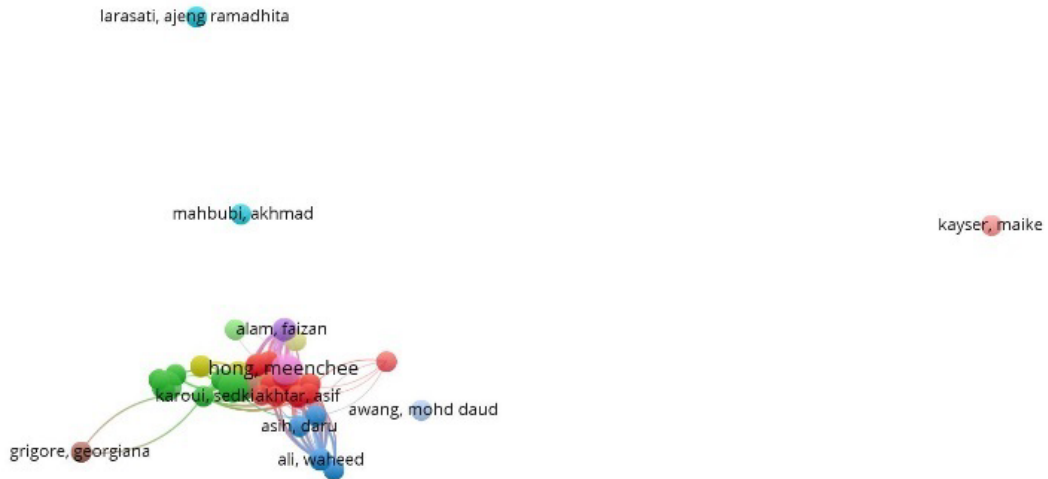 larasati, ajeng ramadhita
mahbubi, akhmad
kayser, maike
alam, faizan
hong, meenchee
karoui, sedkiakhtar, asif
awang, mohd daud
asih, daru
grigore, georgiana
ali, waheed